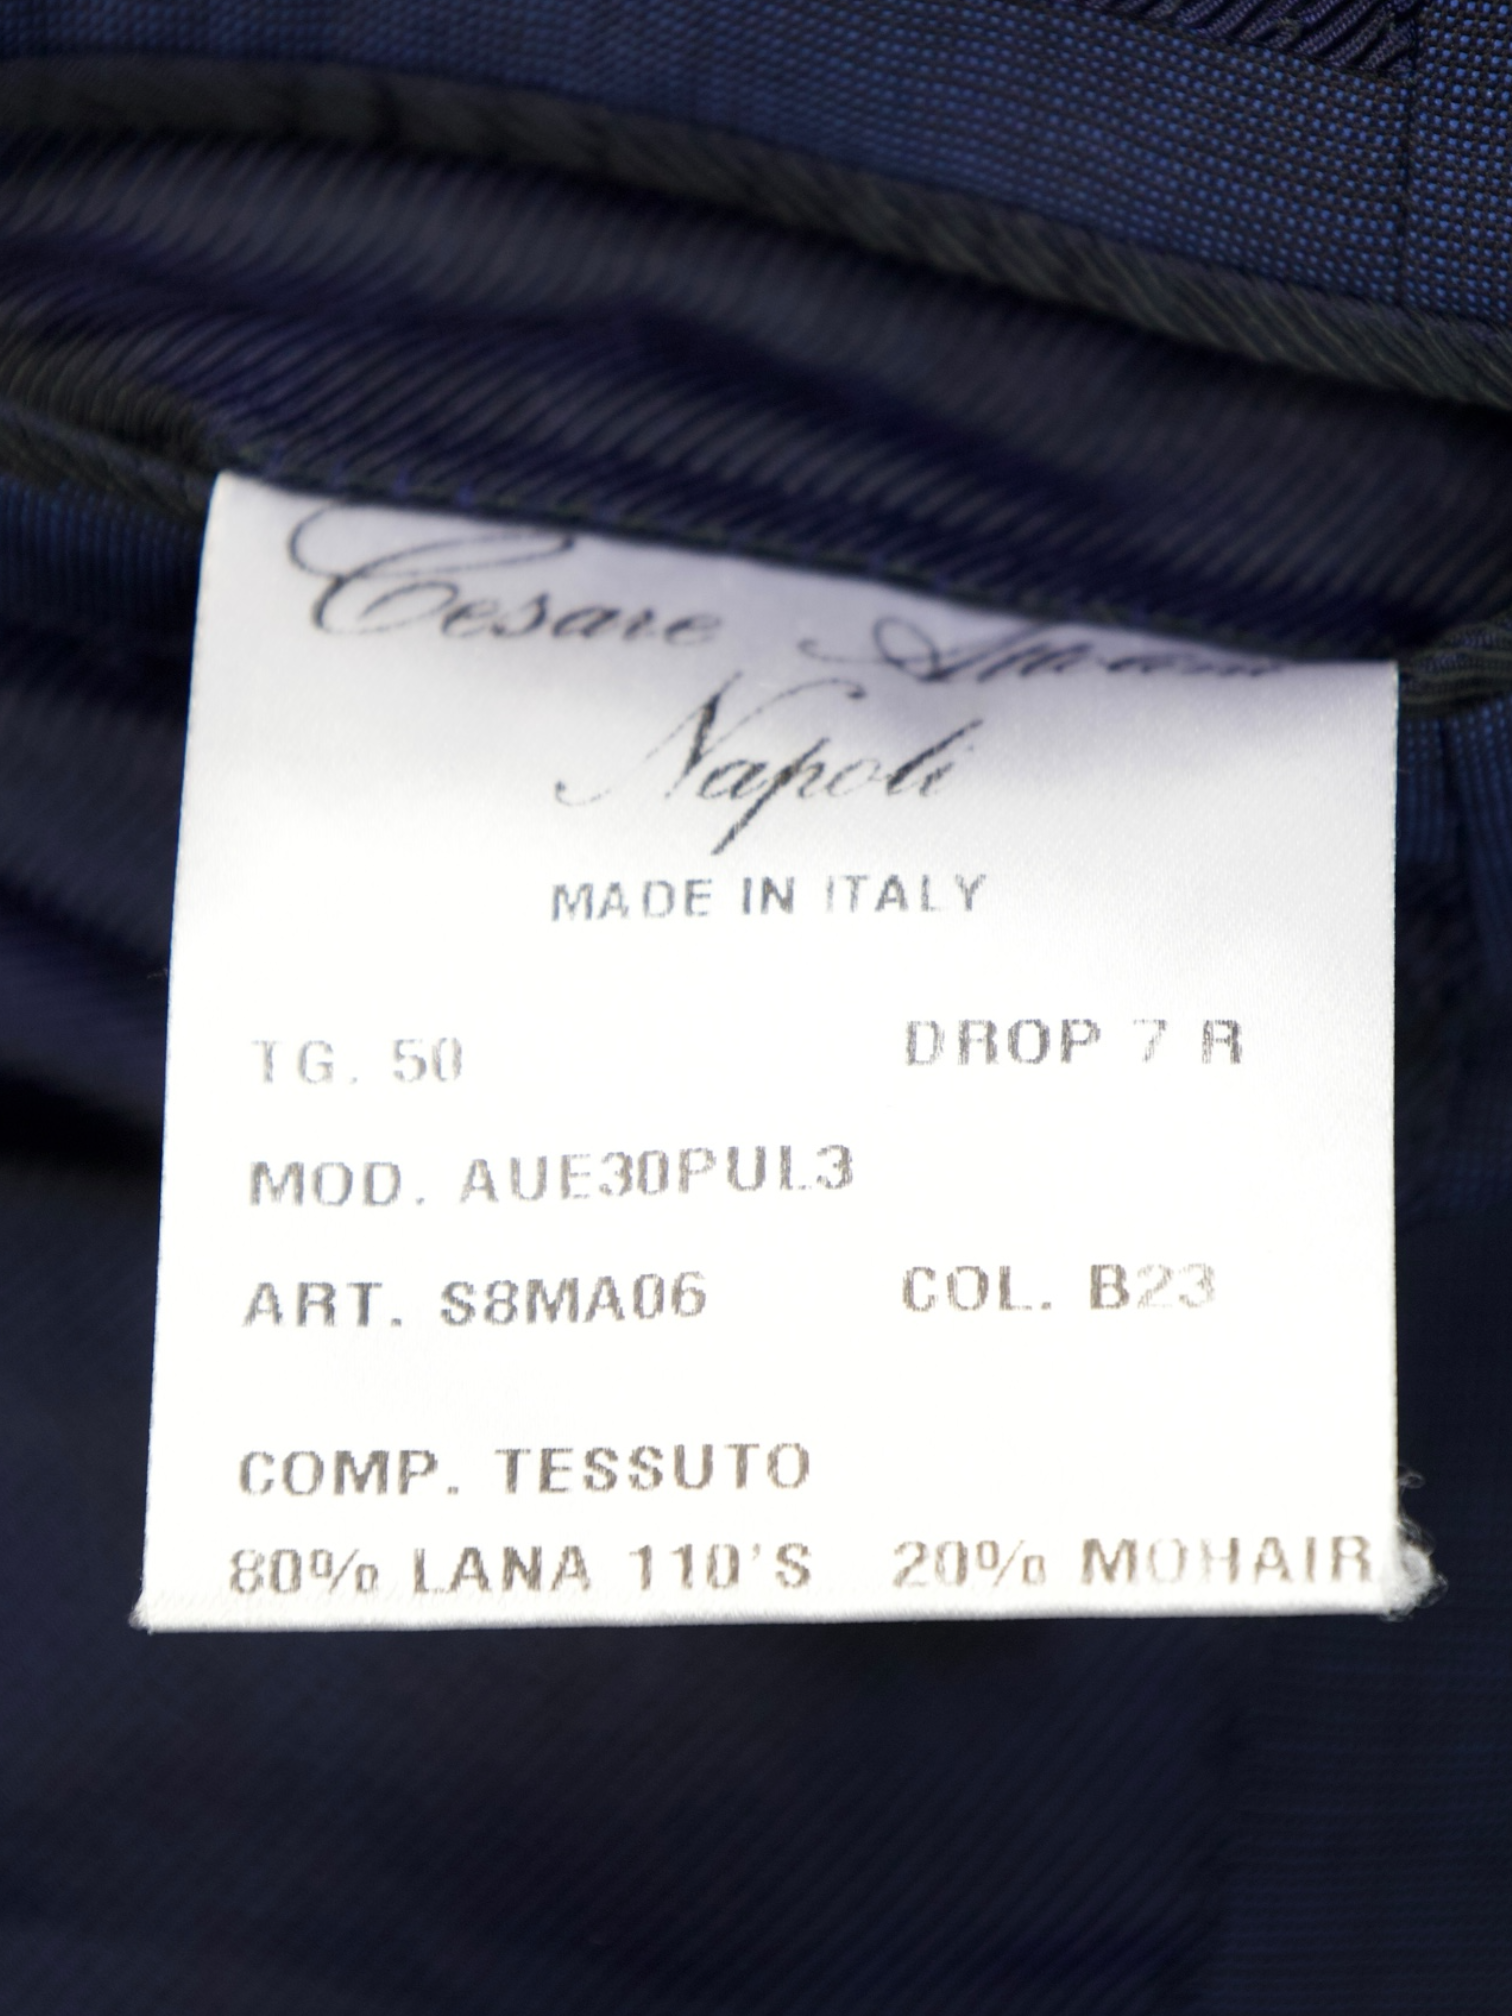 Cesare Attolini
Napoli
MADE IN ITALY
TG. 50 DROP 7 R
MOD. AUE30PUL3
ART. S8MA06 COL. B23
COMP. TESSUTO
80% LANA 110'S 20% MOHAIR